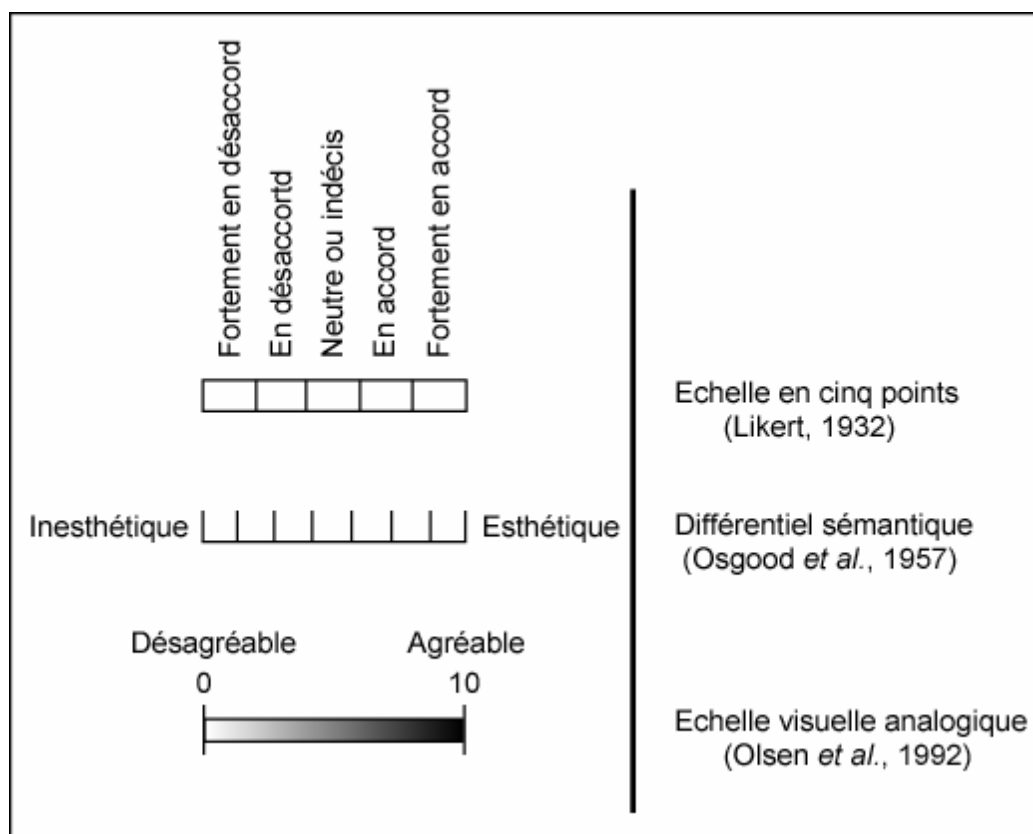 Fortement en désaccord
En désaccortd
Neutre ou indécis
En accord
Fortement en accord
Echelle en cinq points
(Likert, 1932)
Inesthétique
Esthétique
Différentiel sémantique
(Osgood et al., 1957)
Désagréable
Agréable
0
10
Echelle visuelle analogique
(Olsen et al., 1992)